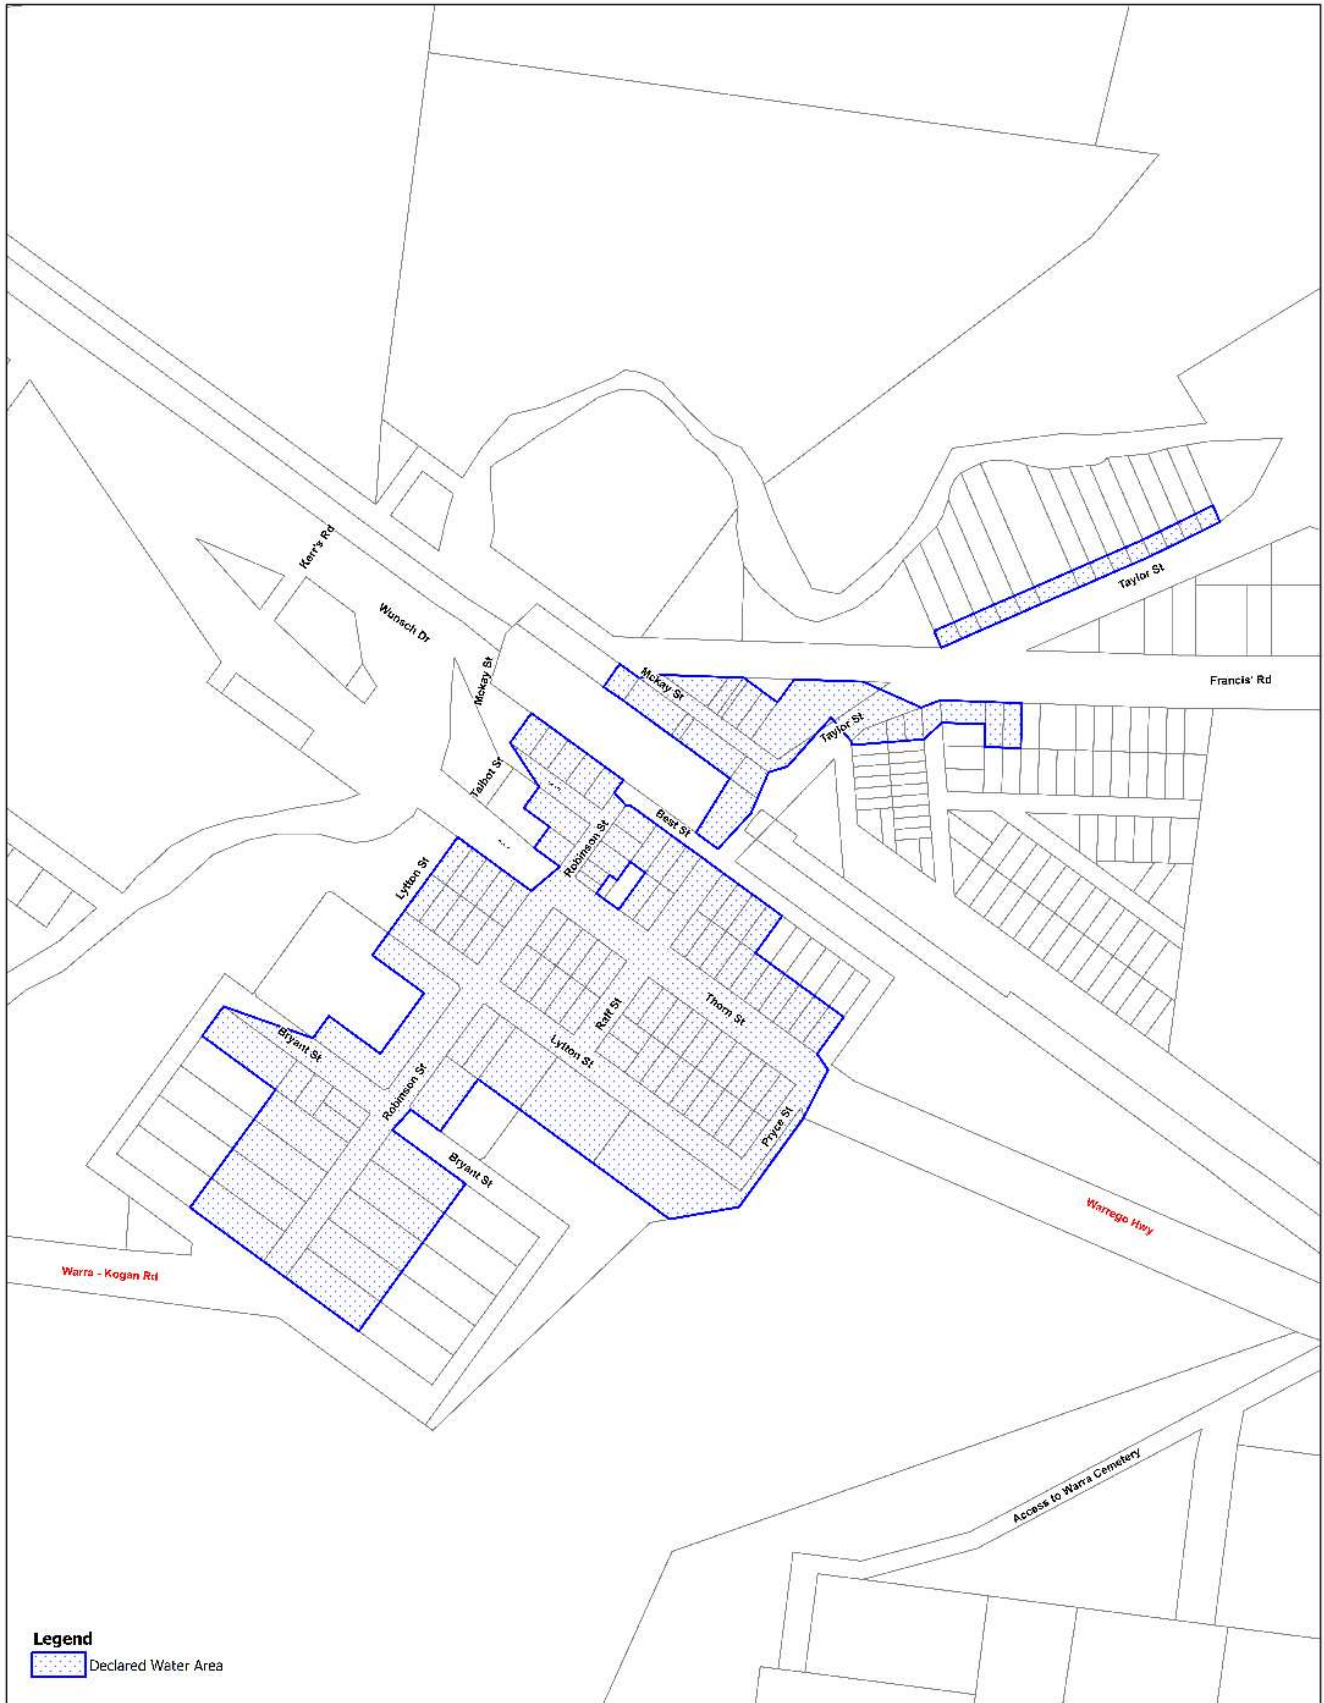 Kerr's Rd
Taylor St
Wunsch Dr
Mckay St
Mckay St
Francis' Rd
Taylor St
Talbot St
Best St
Robinson St
Lytton St
Thorn St
Raff St
Bryant St
Lytton St
Robinson St
Pryce St
Bryant St
Warrego Hwy
Warra - Kogan Rd
Access to Warra Cemetery
Legend
Declared Water Area